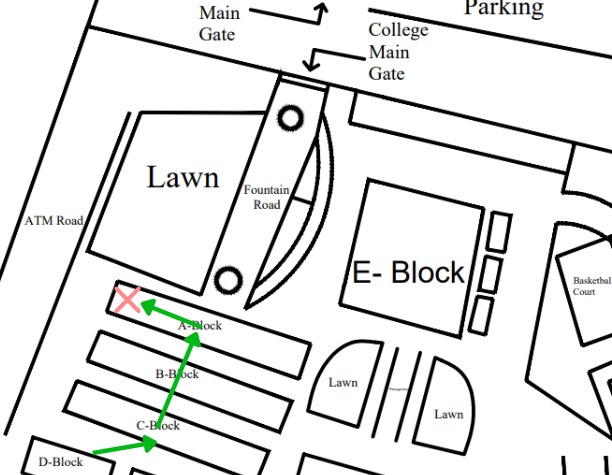 Parking
Main
Gate
College
Main
Gate
Lawn
Fountain
Road
ATM Road
E- Block
Basketbal
Court
A-Block
B-Block
C-Block
D-Block
Lawn
Lawn